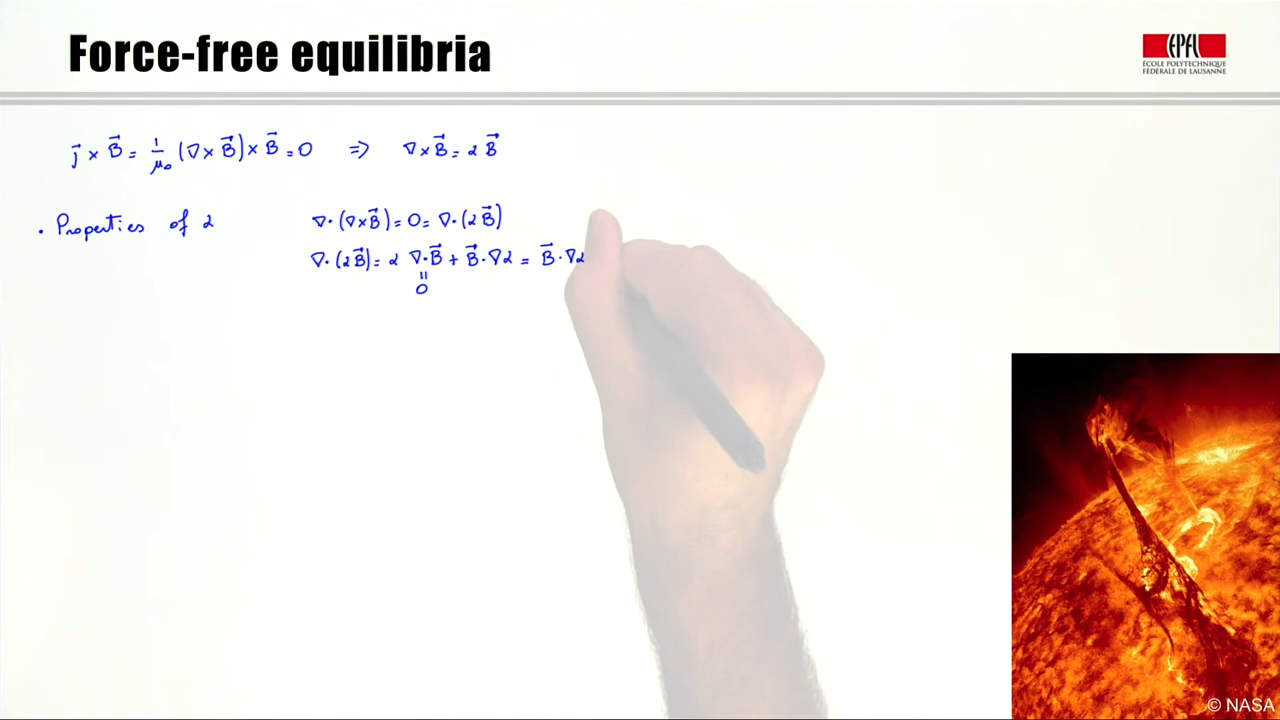 Force-free equilibria
EPFL
ÉCOLE POLYTECHNIQUE
FÉDÉRALE DE LAUSANNE
j⃗ × B⃗ = 1/μ₀ (∇ × B⃗) × B⃗ = 0 ⇒ ∇ × B⃗ = α B⃗
• Properties of α ∇·(∇×B⃗) = 0 = ∇·(α B⃗)
∇·(α B⃗) = α ∇·B⃗ + B⃗·∇α = B⃗·∇α
=
0
© NASA